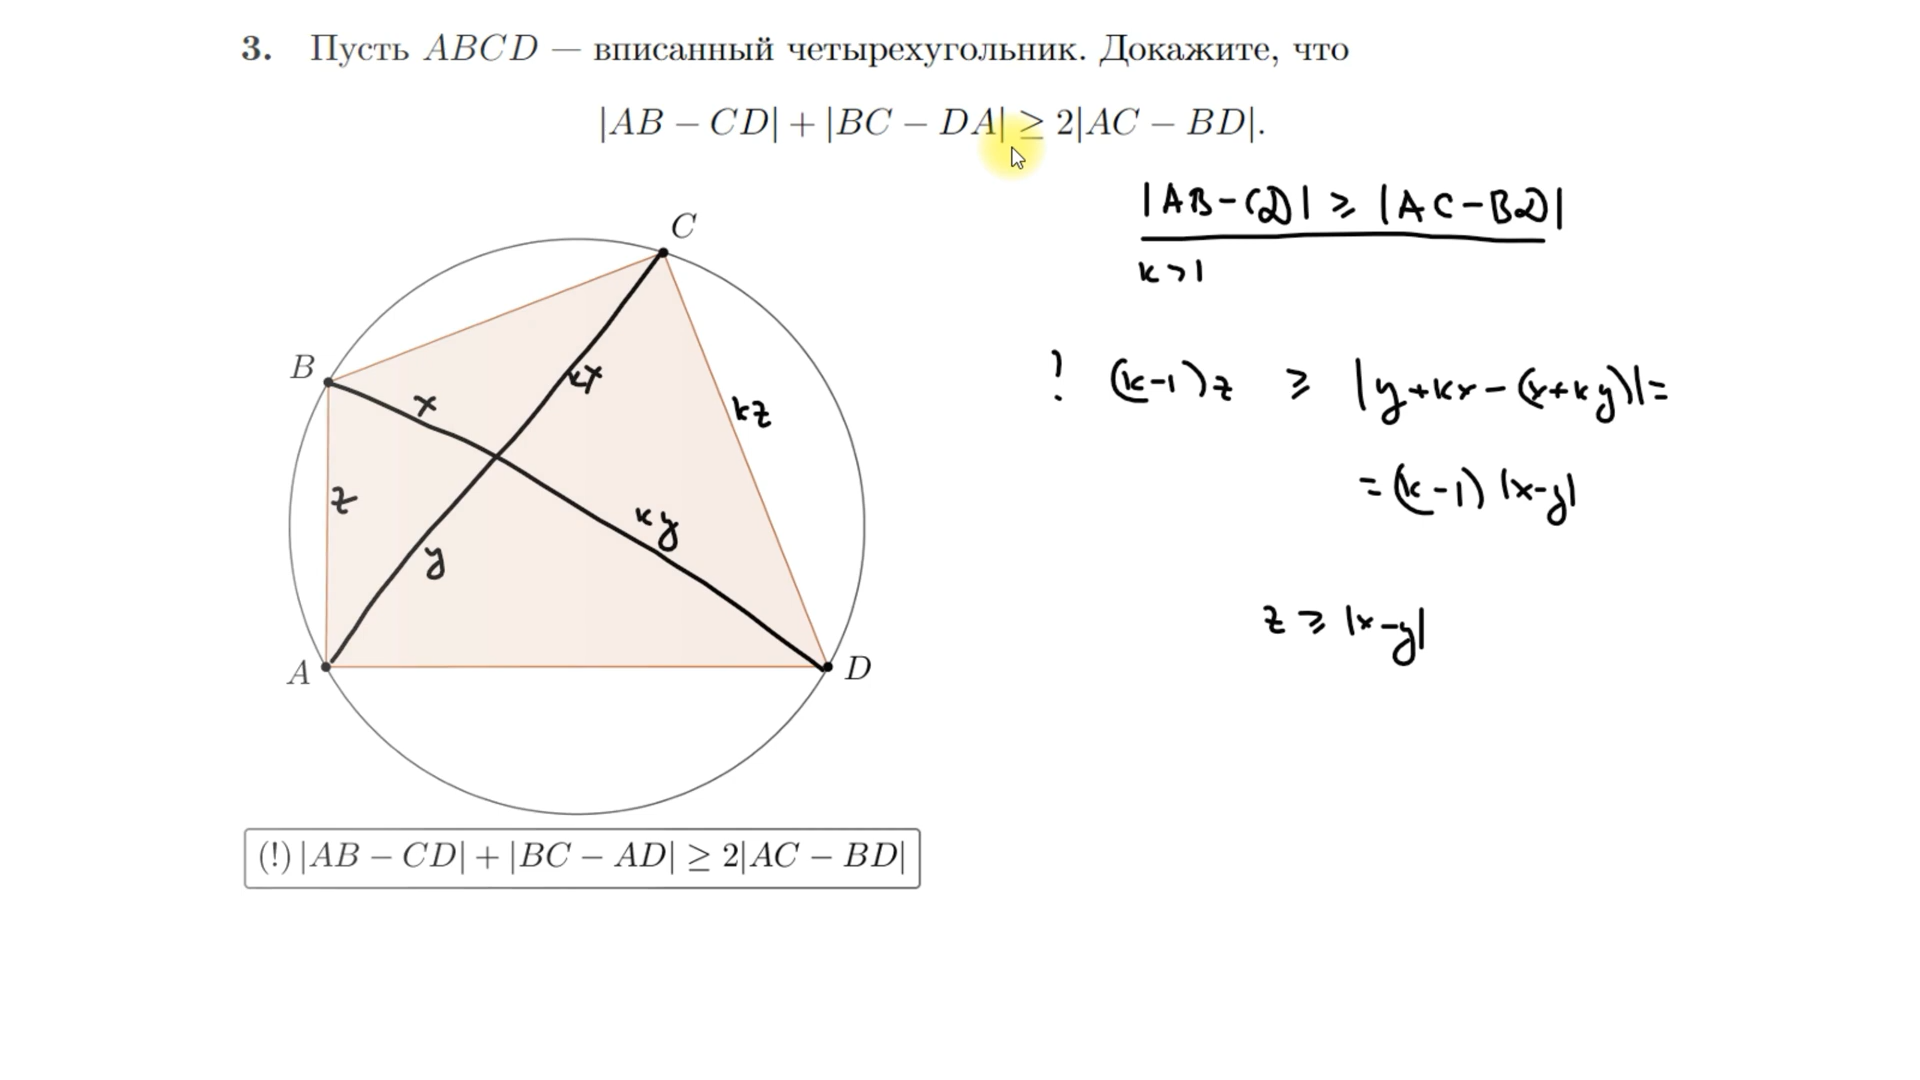 3. Пусть ABCD — вписанный четырехугольник. Докажите, что
|AB − CD| + |BC − DA| ≥ 2|AC − BD|.
|AB-CD| ≥ |AC-BD|
k>1
C
B
x
kx
kz
! (k-1)z ≥ |y+kx-(x+ky)|=
=(k-1)|x-y|
z
ky
y
z ≥ |x-y|
A
D
(!) |AB − CD| + |BC − AD| ≥ 2|AC − BD|